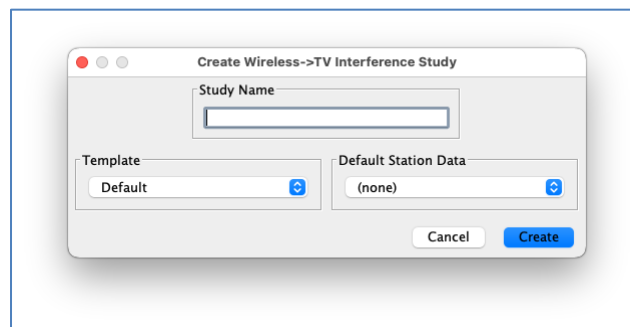 Create Wireless->TV Interference Study
Study Name
Template
Default Station Data
Default
(none)
Cancel
Create